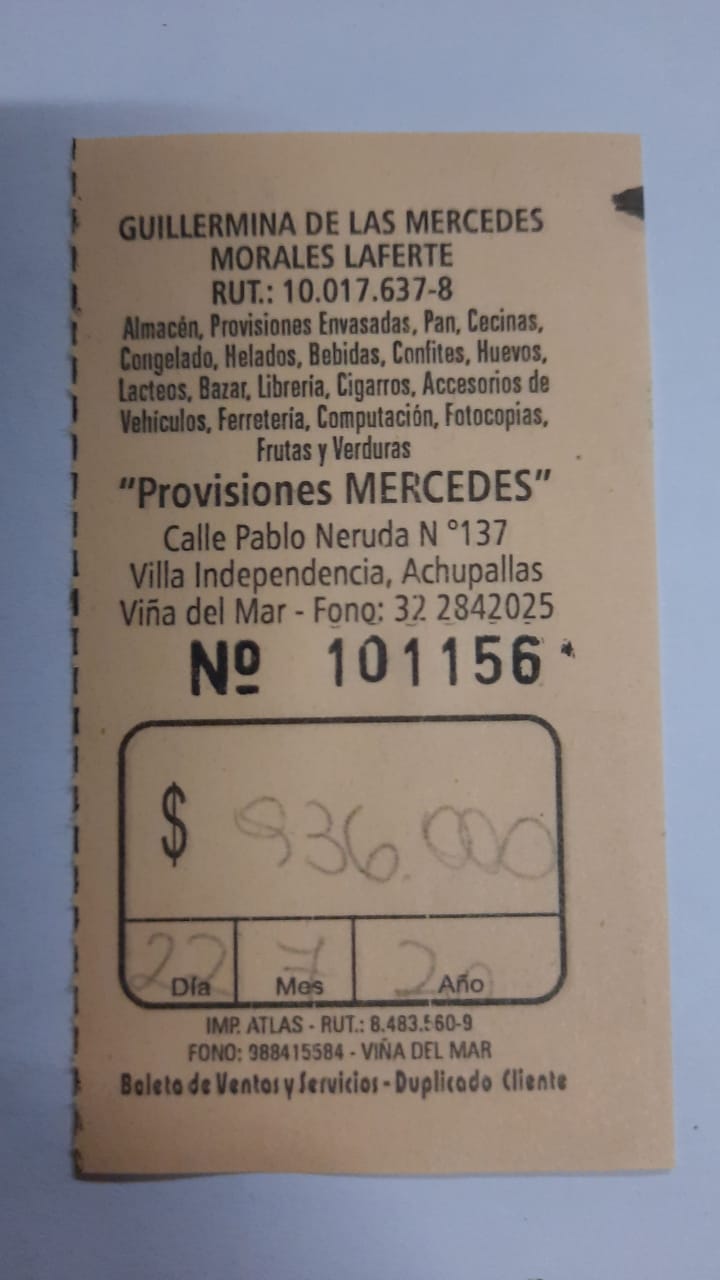 GUILLERMINA DE LAS MERCEDES
MORALES LAFERTE
RUT.: 10.017.637-8
Almacén, Provisiones Envasadas, Pan, Cecinas,
Congelado, Helados, Bebidas, Confites, Huevos,
Lacteos, Bazar, Librería, Cigarros, Accesorios de
Vehículos, Ferretería, Computación, Fotocopias,
Frutas y Verduras
“Provisiones MERCEDES”
Calle Pablo Neruda N °137
Villa Independencia, Achupallas
Viña del Mar - Fono: 32 2842025
Nº 101156
$ 936.000
22 7 20
Día Mes Año
IMP. ATLAS - RUT.: 8.483.560-9
FONO: 988415584 - VIÑA DEL MAR
Boleta de Ventas y Servicios - Duplicado Cliente